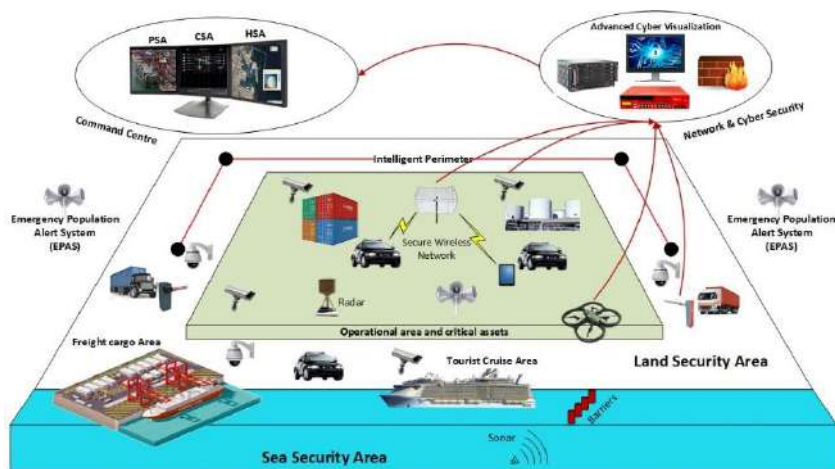 PSA
CSA
HSA
Advanced Cyber Visualization
Command Centre
Network & Cyber Security
Intelligent Perimeter
Emergency Population
Alert System
(EPAS)
Emergency Population
Alert System
(EPAS)
Secure Wireless
Network
Radar
Operational area and critical assets
Freight cargo Area
Tourist Cruise Area
Land Security Area
Barriers
Sonar
Sea Security Area